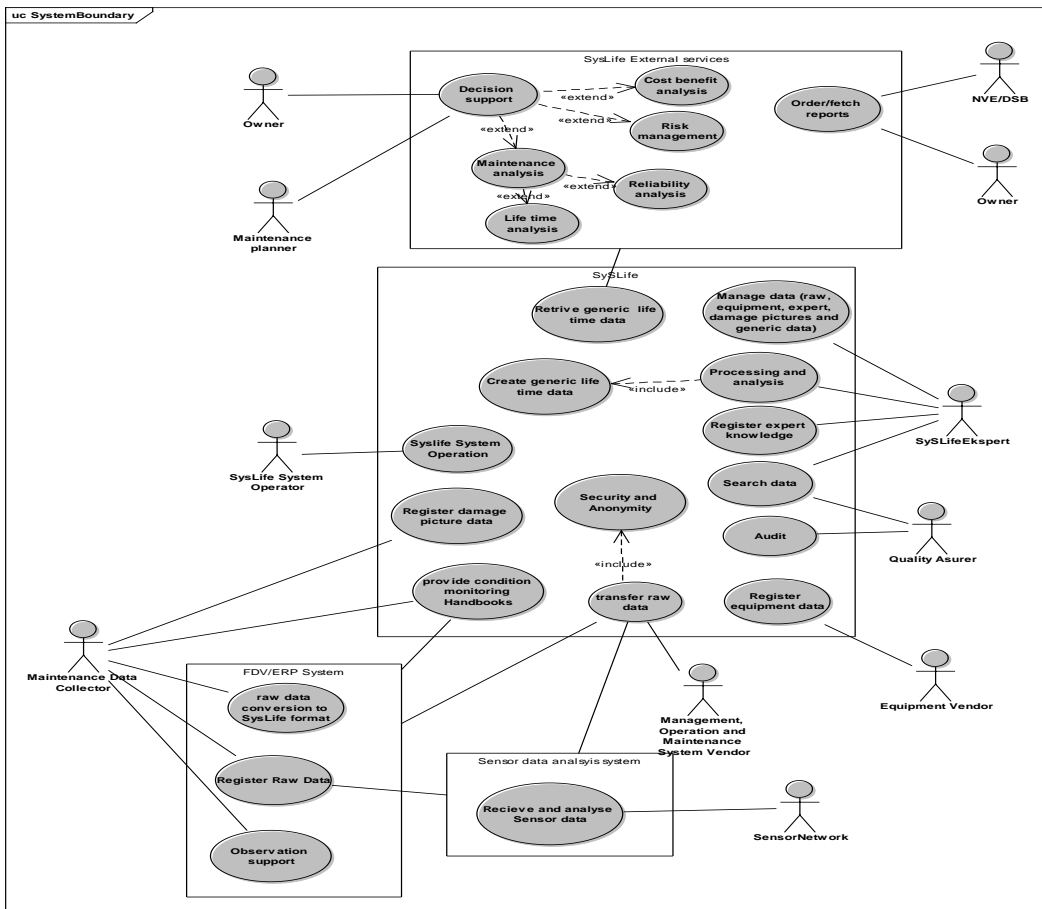 uc SystemBoundary
SysLife External services
Owner
Maintenance
planner
Decision
support
«extend»
Cost benefit
analysis
«extend»
Risk
management
«extend»
Maintenance
analysis
«extend»
Reliability
analysis
«extend»
Life time
analysis
Order/fetch
reports
NVE/DSB
Owner
SySLife
Retrive generic life
time data
Manage data (raw,
equipment, expert,
damage pictures and
generic data)
Create generic life
time data
«include»
Processing and
analysis
Register expert
knowledge
SySLifeEkspert
SysLife System
Operator
Syslife System
Operation
Search data
Register damage
picture data
Security and
Anonymity
Audit
Quality Asurer
«include»
provide condition
monitoring
Handbooks
transfer raw
data
Register
equipment data
Maintenance Data
Collector
FDV/ERP System
raw data
conversion to
SysLife format
Management,
Operation and
Maintenance
System Vendor
Equipment Vendor
Register Raw Data
Sensor data analsyis system
Recieve and analyse
Sensor data
SensorNetwork
Observation
support